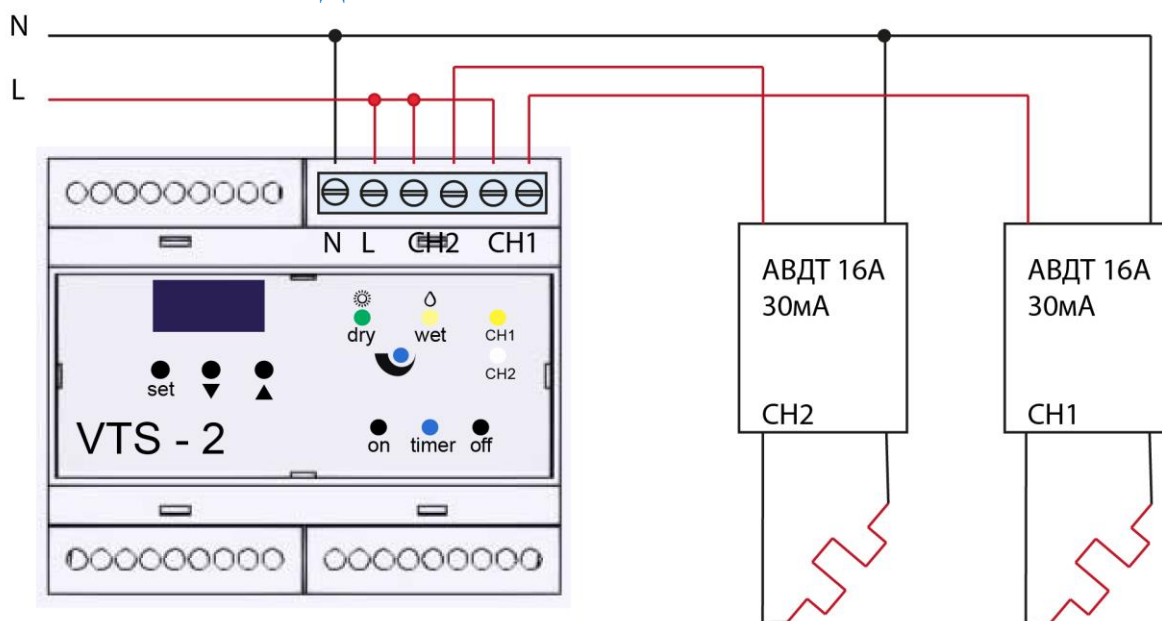 N
L
N L CH2 CH1
АВДТ 16А
30мА
CH2
АВДТ 16А
30мА
CH1
dry wet CH1
CH2
set
on timer off
VTS - 2